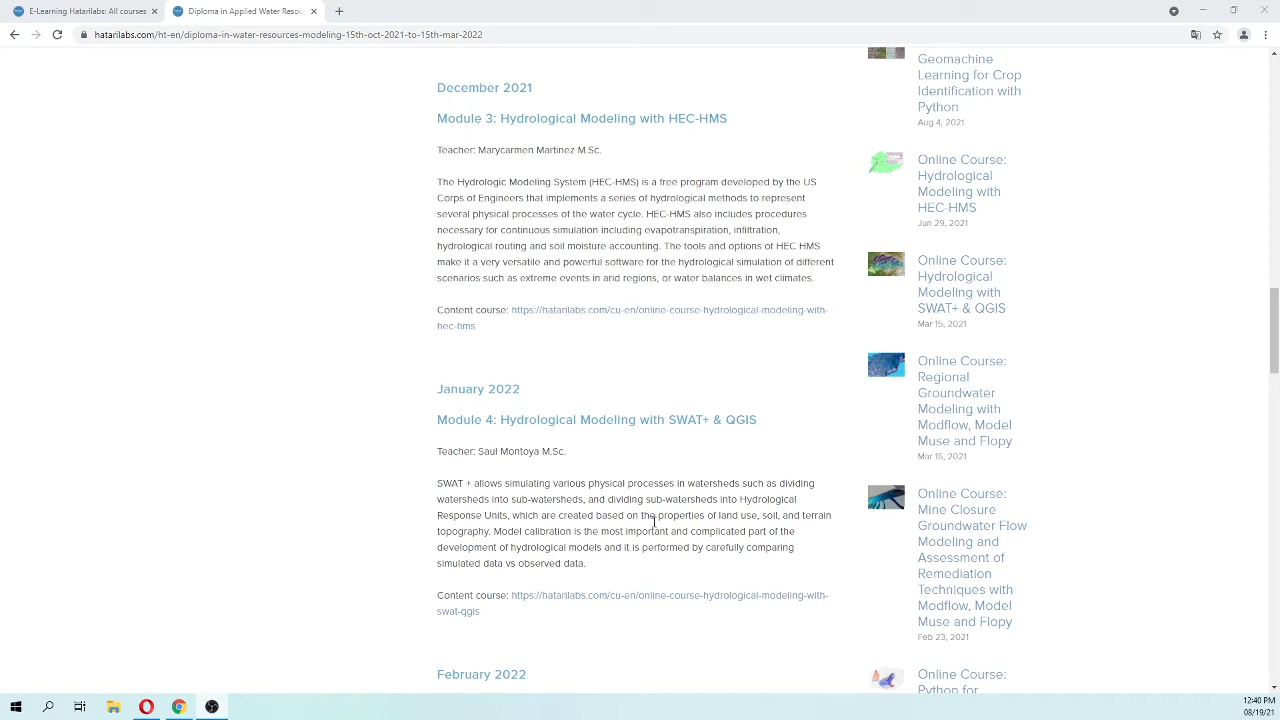 E-Learning Hatarilabs: All courses
Diploma in Applied Water Resou
hatarilabs.com/ht-en/diploma-in-water-resources-modeling-15th-oct-2021-to-15th-mar-2022
December 2021
Module 3: Hydrological Modeling with HEC-HMS
Teacher: Marycarmen Martinez M.Sc.
The Hydrologic Modeling System (HEC-HMS) is a free program developed by the US
Corps of Engineers that implements a series of hydrological methods to represent
several physical processes of the water cycle. HEC-HMS also includes procedures
necessary for continuous simulation including evapotranspiration, infiltration,
hydrological routing and soil moisture accounting. The tools and options of HEC HMS
make it a very versatile and powerful software for the hydrological simulation of different
scenarios such as extreme events in arid regions, or water balances in wet climates.
Content course: https://hatarilabs.com/cu-en/online-course-hydrological-modeling-with-
hec-hms
January 2022
Module 4: Hydrological Modeling with SWAT+ & QGIS
Teacher: Saul Montoya M.Sc.
SWAT + allows simulating various physical processes in watersheds such as dividing
watersheds into sub-watersheds, and dividing sub-watersheds into Hydrological
Response Units, which are created based on the properties of land use, soil, and terrain
topography. Model calibration is the most important and complicated part of the
development of hydrological models and it is performed by carefully comparing
simulated data vs observed data.
Content course: https://hatarilabs.com/cu-en/online-course-hydrological-modeling-with-
swat-qgis
February 2022
Geomachine
Learning for Crop
Identification with
Python
Aug 4, 2021
Online Course:
Hydrological
Modeling with
HEC-HMS
Jun 29, 2021
Online Course:
Hydrological
Modeling with
SWAT+ & QGIS
Mar 15, 2021
Online Course:
Regional
Groundwater
Modeling with
Modflow, Model
Muse and Flopy
Mar 15, 2021
Online Course:
Mine Closure
Groundwater Flow
Modeling and
Assessment of
Remediation
Techniques with
Modflow, Model
Muse and Flopy
Feb 23, 2021
Online Course:
Python for
12:40 PM
08/19/21